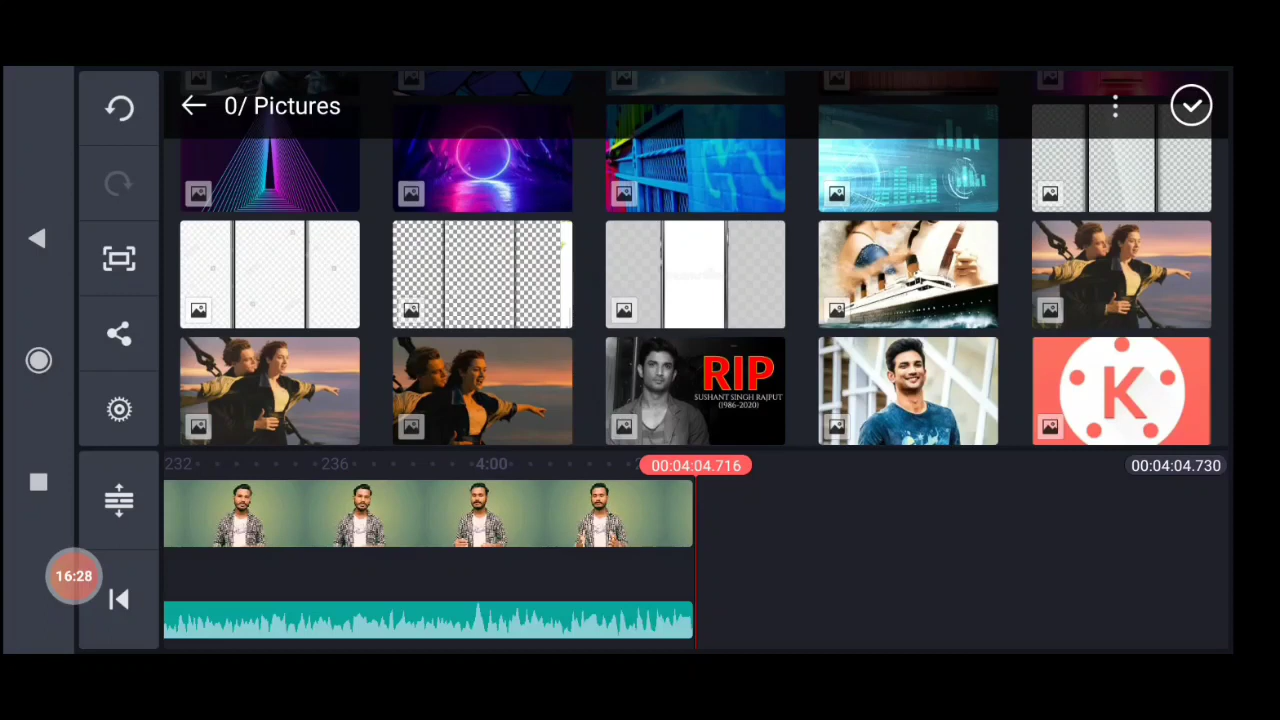 0/ Pictures
RIP
SUSHANT SINGH RAJPUT
(1986-2020)
K
232
236
4:00
00:04:04.716
00:04:04.730
16:28